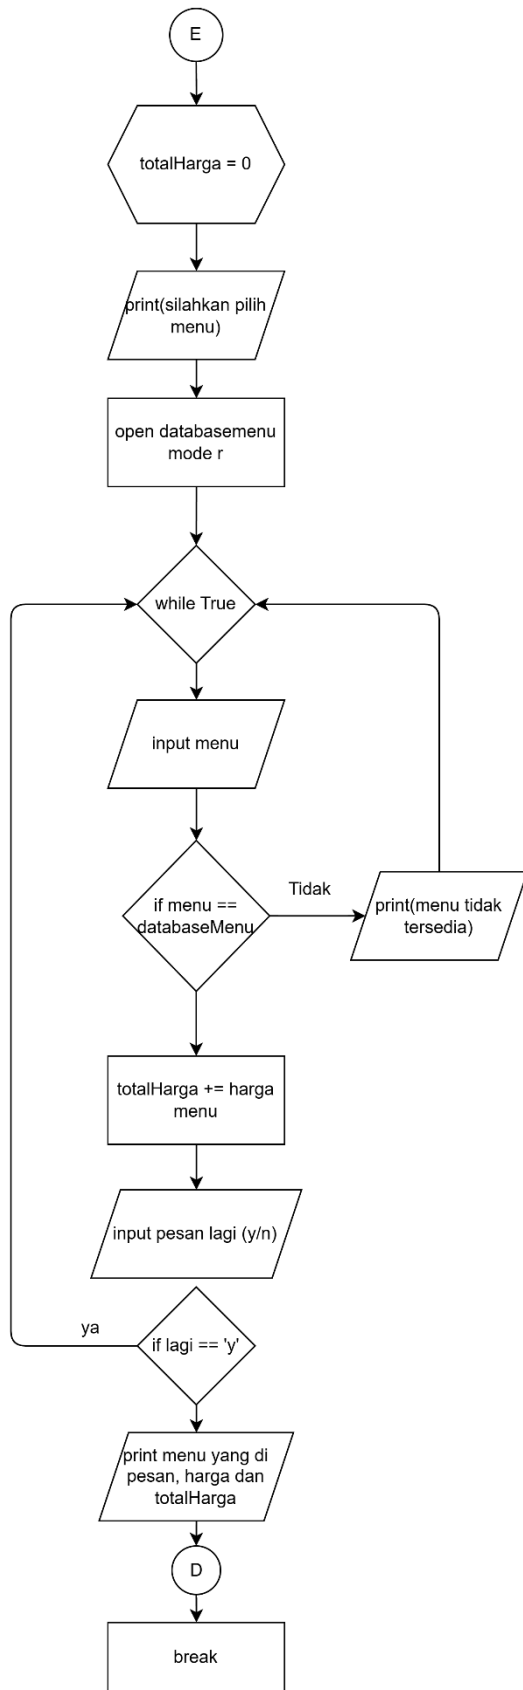 E
totalHarga = 0
print(silahkan pilih
menu)
open databasemenu
mode r
while True
input menu
if menu ==
databaseMenu
Tidak
print(menu tidak
tersedia)
totalHarga += harga
menu
input pesan lagi (y/n)
ya
if lagi == 'y'
print menu yang di
pesan, harga dan
totalHarga
D
break